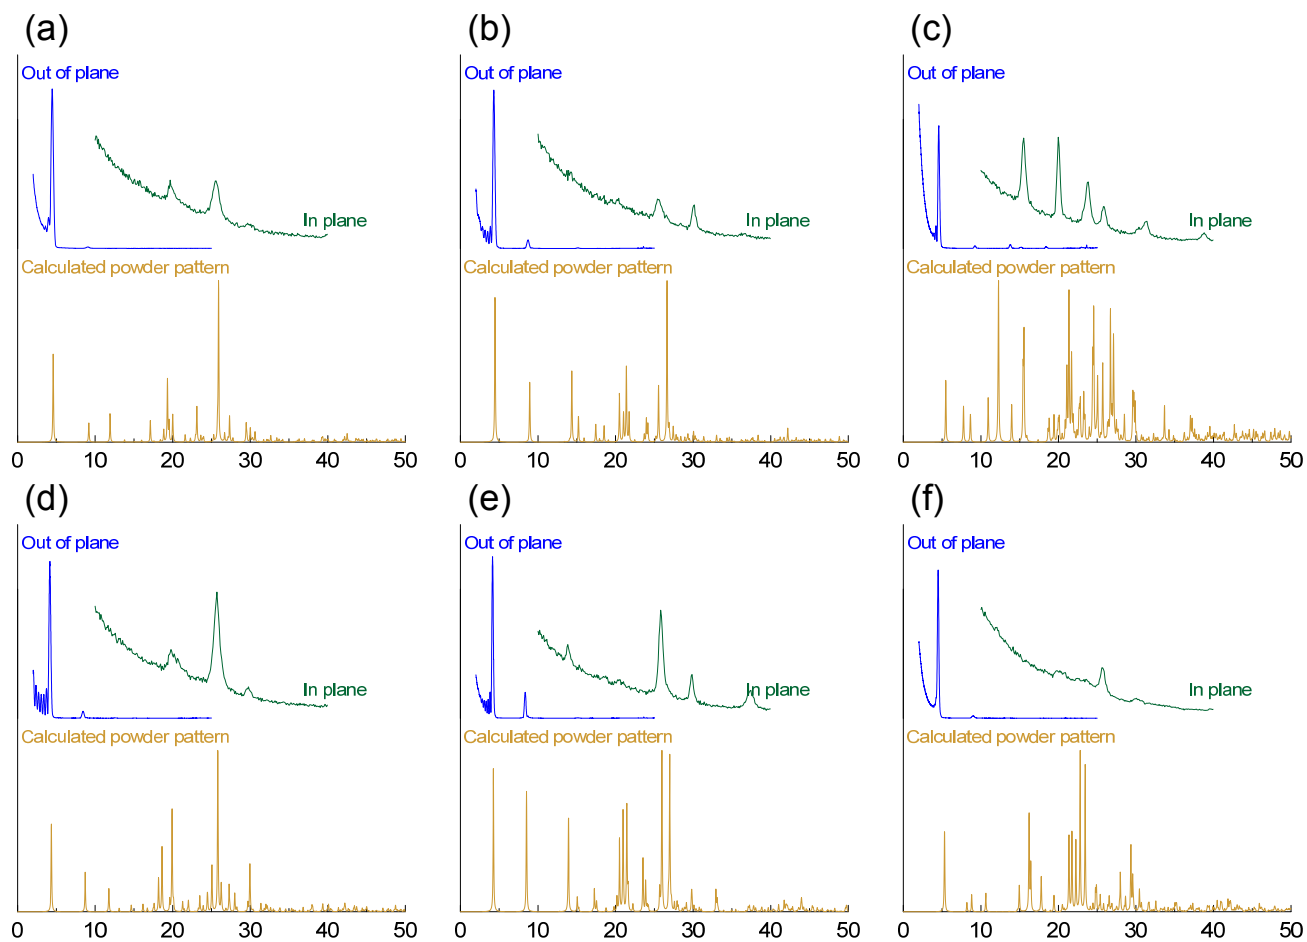 (a) (b) (c)
Out of plane Out of plane Out of plane
In plane In plane In plane
Calculated powder pattern Calculated powder pattern Calculated powder pattern
0 10 20 30 40 50 0 10 20 30 40 50 0 10 20 30 40 50
(d) (e) (f)
Out of plane Out of plane Out of plane
In plane In plane In plane
Calculated powder pattern Calculated powder pattern Calculated powder pattern
0 10 20 30 40 50 0 10 20 30 40 50 0 10 20 30 40 50